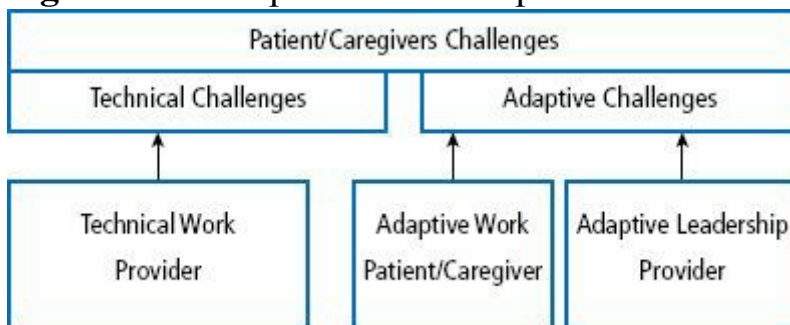 Patient/Caregivers Challenges
Technical Challenges
Adaptive Challenges
Technical Work
Provider
Adaptive Work
Patient/Caregiver
Adaptive Leadership
Provider